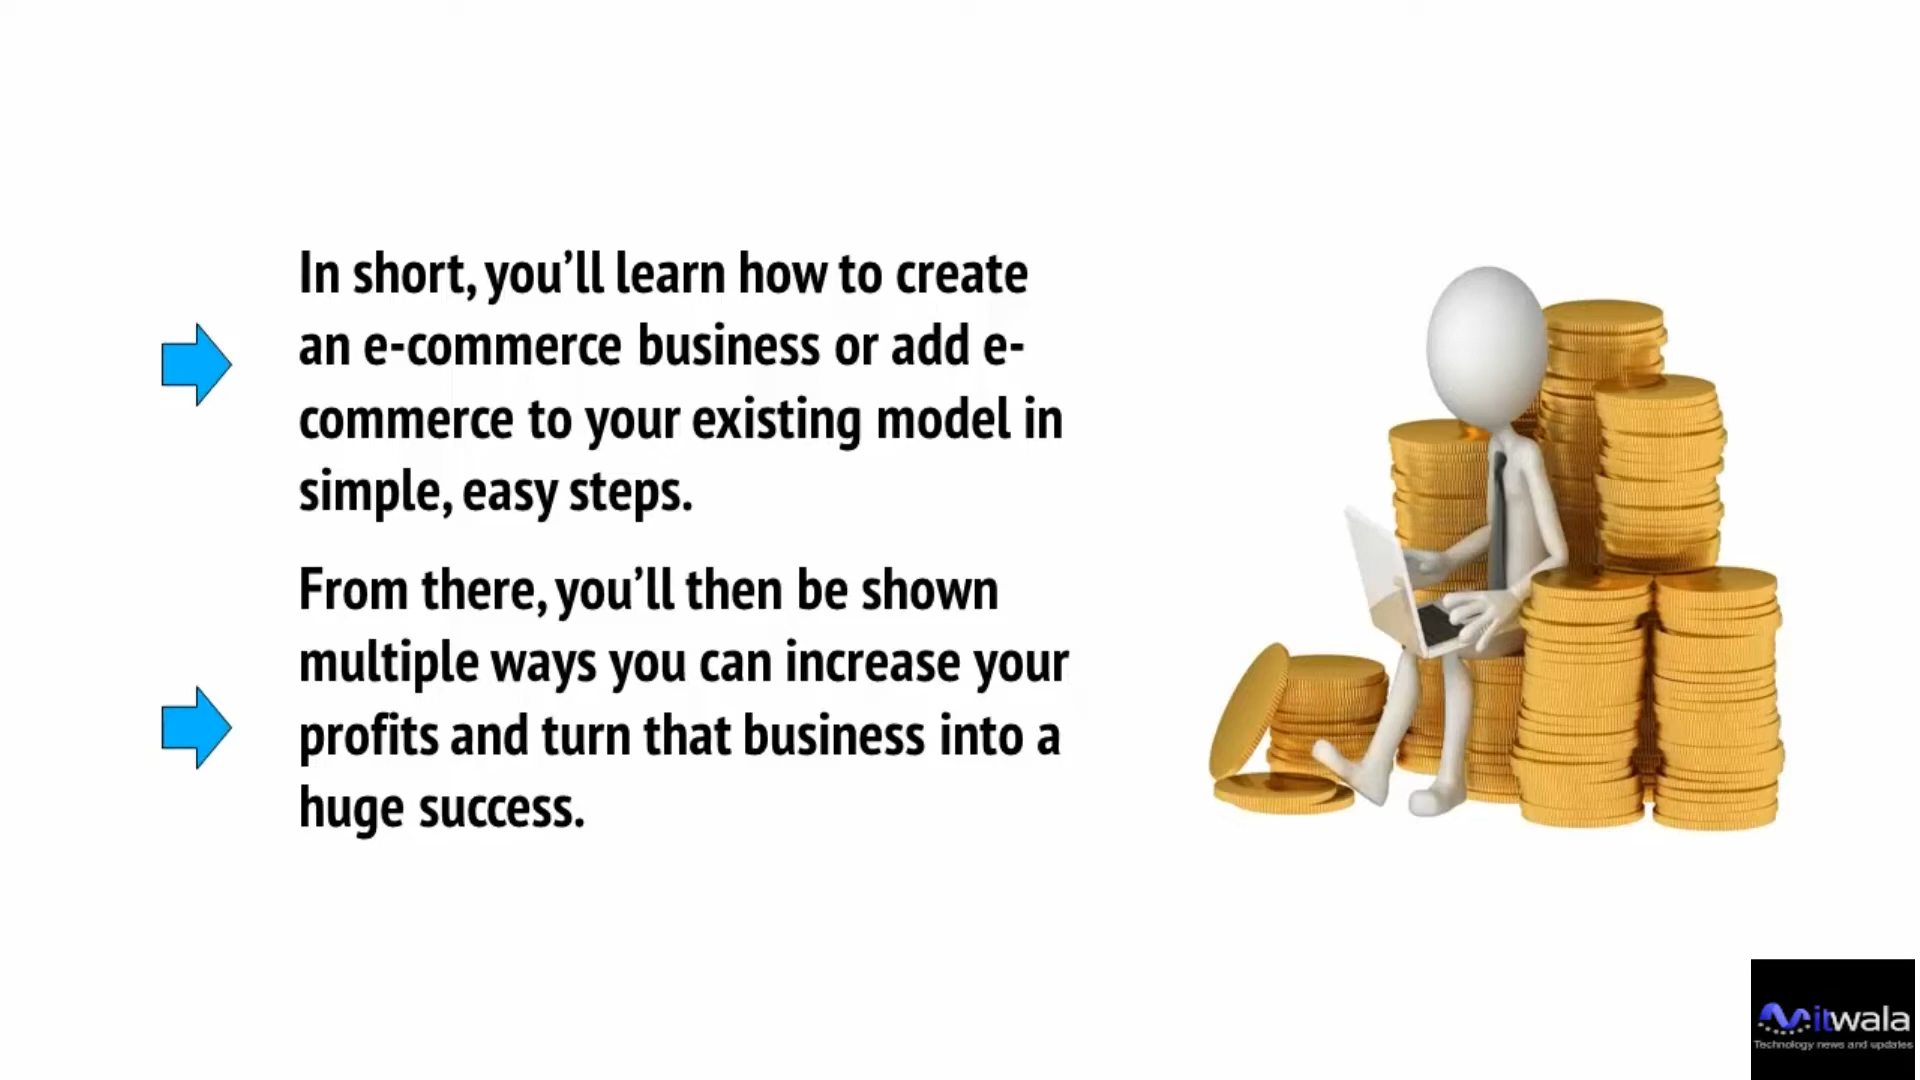 In short, you’ll learn how to create
an e-commerce business or add e-
commerce to your existing model in
simple, easy steps.
From there, you’ll then be shown
multiple ways you can increase your
profits and turn that business into a
huge success.
itwala
Technology news and updates